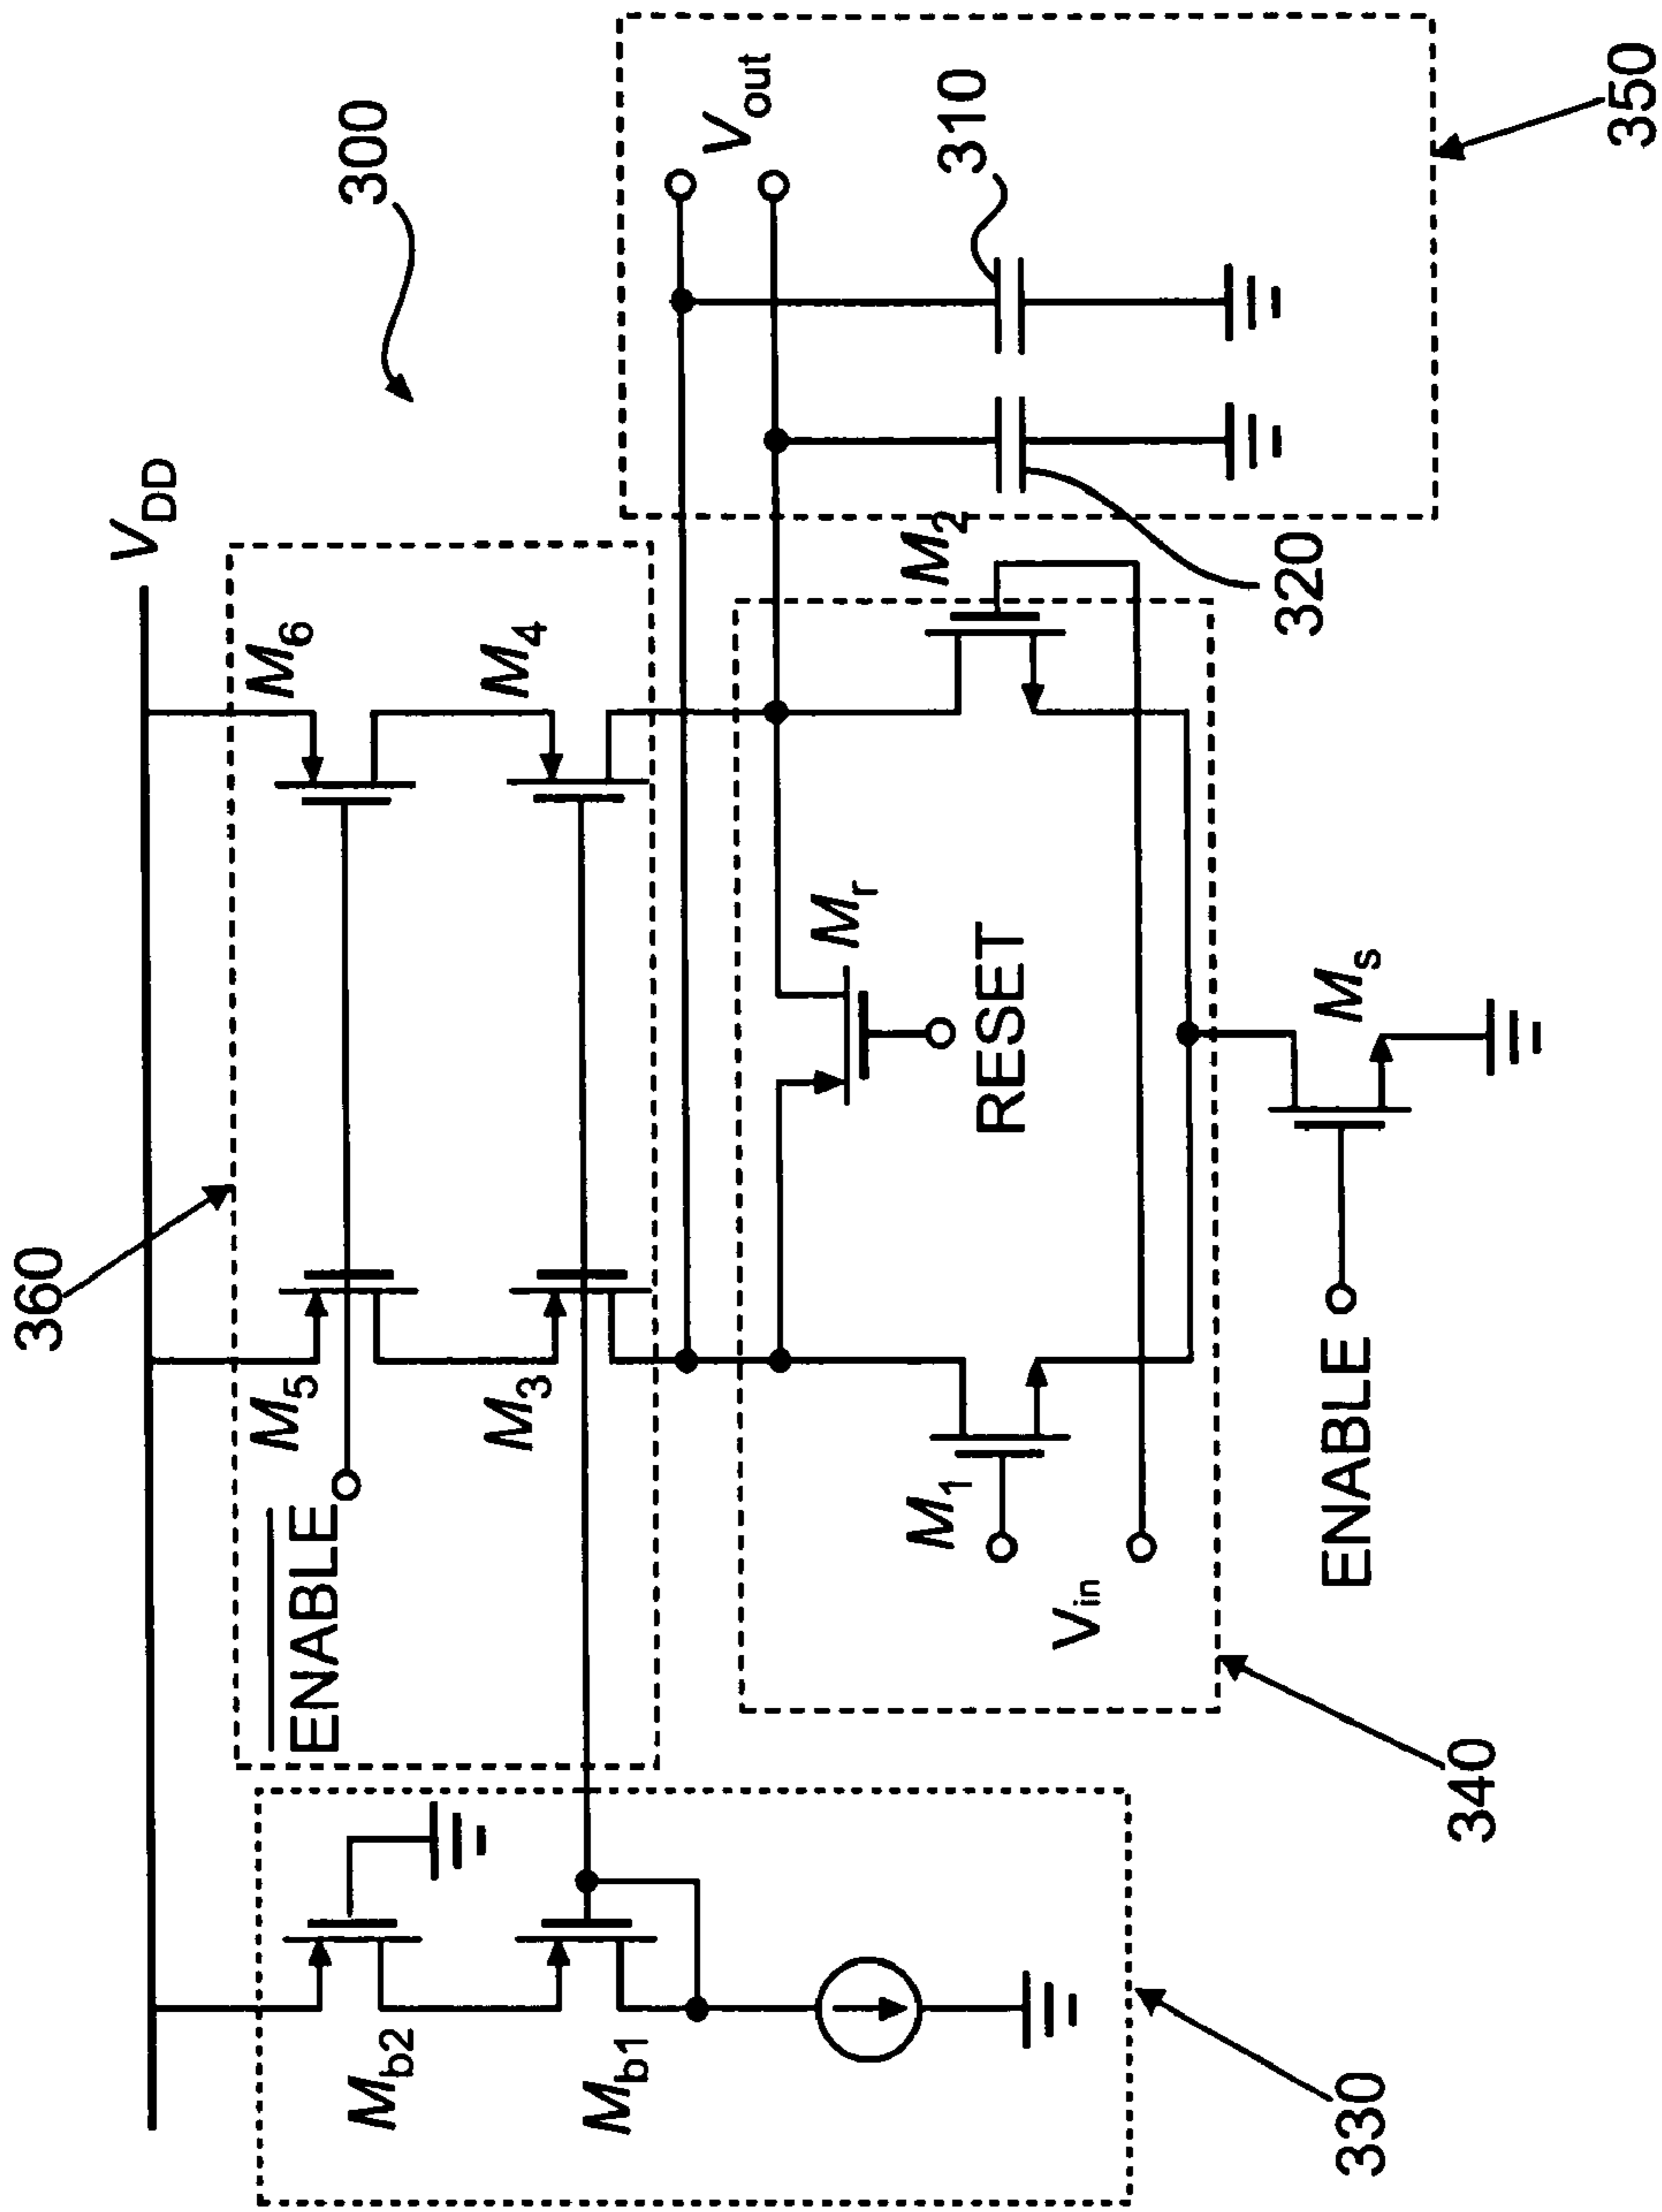 300
V_DD
360
M_5
M_6
ENABLE
M_3
M_4
M_b2
M_b1
330
V_out
310
320
350
M_r
RESET
M_1
M_2
V_in
340
M_s
ENABLE